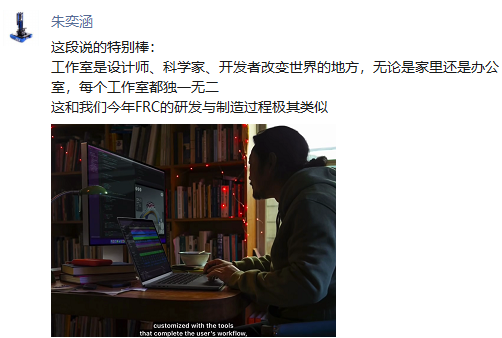 朱奕涵
这段说的特别棒：
工作室是设计师、科学家、开发者改变世界的地方，无论是家里还是办公
室，每个工作室都独一无二
这和我们今年FRC的研发与制造过程极其类似
customized with the tools
that complete the user's workflow,